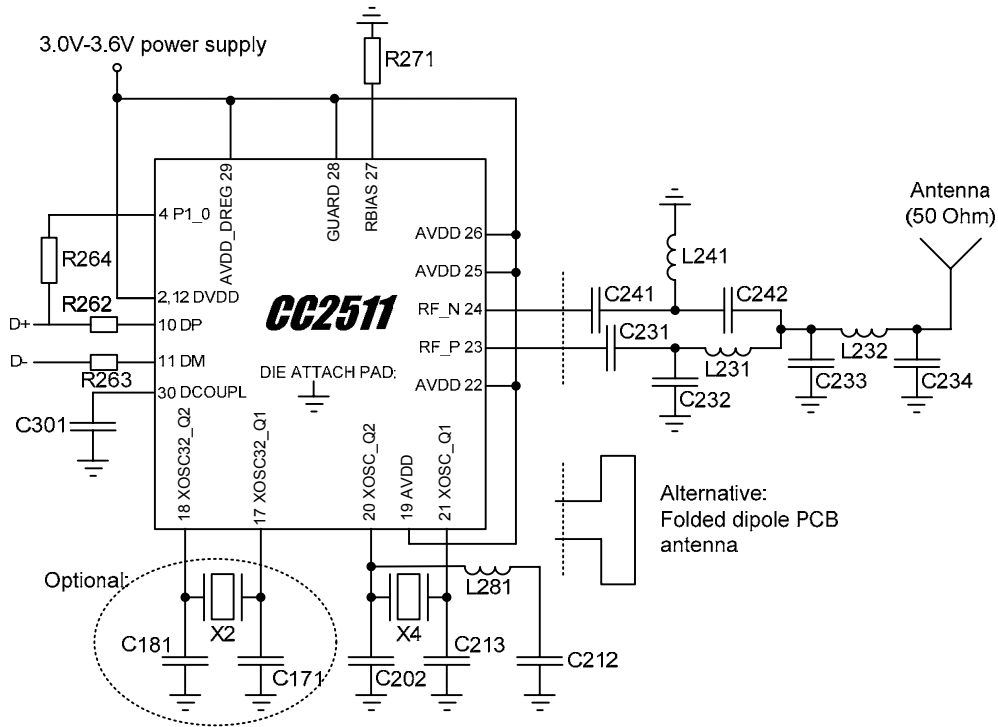 3.0V-3.6V power supply
R271
AVDD_DREG 29
GUARD 28
RBIAS 27
4 P1_0
R264
R262
D+
2,12 DVDD
10 DP
D-
R263
11 DM
30 DCOUPL
C301
CC2511
DIE ATTACH PAD:
AVDD 26
AVDD 25
RF_N 24
RF_P 23
AVDD 22
18 XOSC32_Q2
17 XOSC32_Q1
20 XOSC_Q2
19 AVDD
21 XOSC_Q1
Antenna
(50 Ohm)
L241
C241
C242
C231
L231
C232
L232
C233
C234
Alternative:
Folded dipole PCB
antenna
Optional:
X2
C181
C171
L281
X4
C213
C202
C212